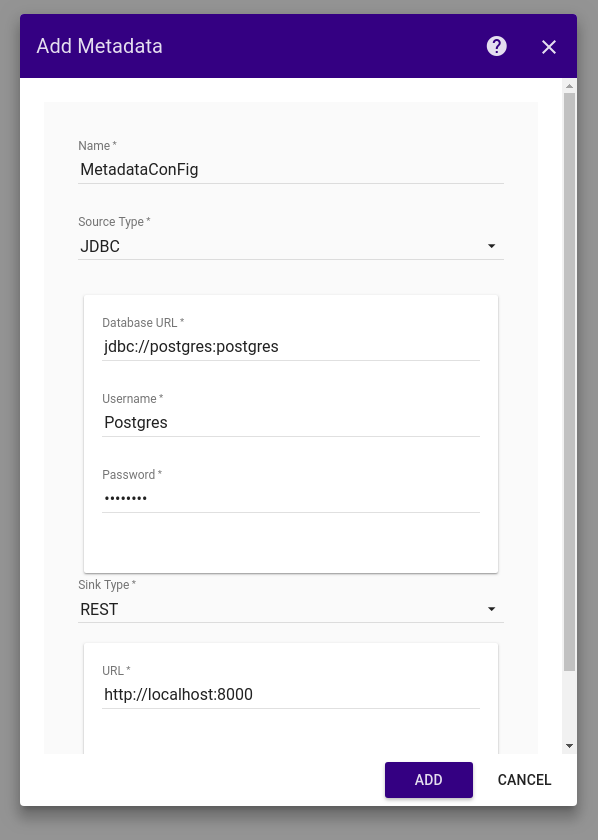 Add Metadata
Name *
MetadataConFig
Source Type *
JDBC
Database URL *
jdbc://postgres:postgres
Username *
Postgres
Password *
••••••••
Sink Type *
REST
URL *
http://localhost:8000
ADD CANCEL